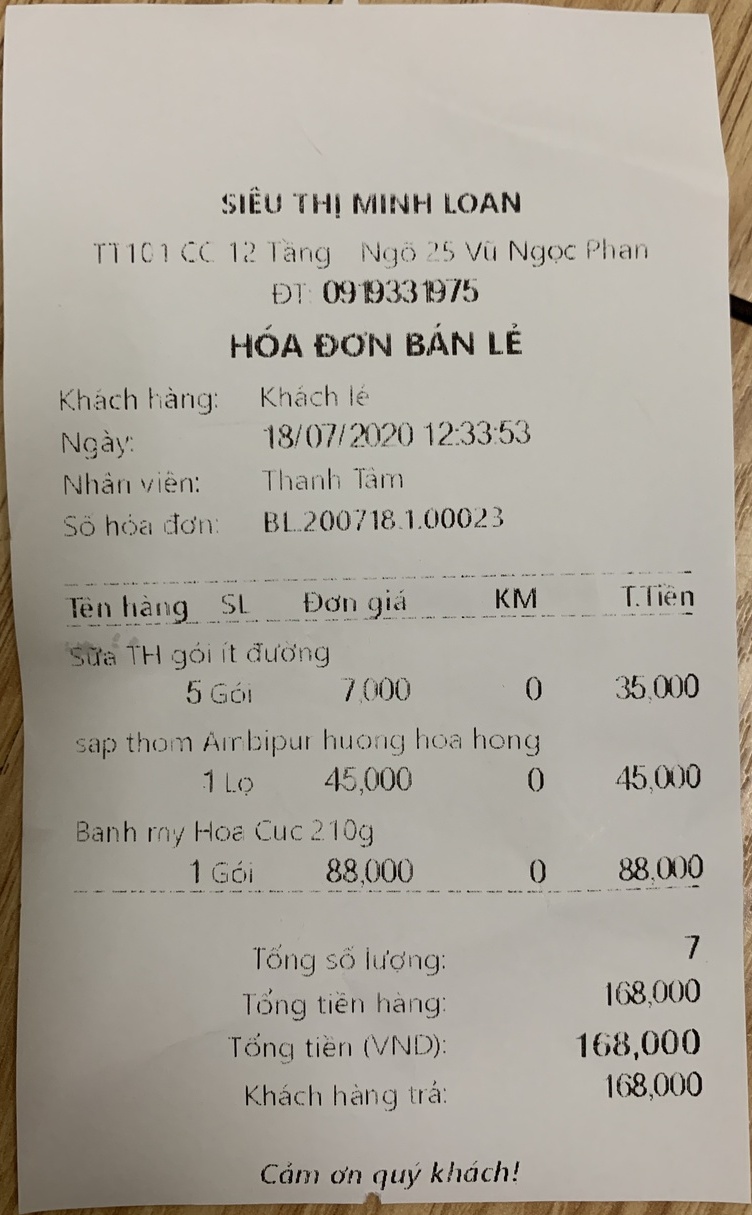 SIÊU THỊ MINH LOAN
TT101 CC 12 Tầng Ngõ 25 Vũ Ngọc Phan
ĐT: 0919331975
HÓA ĐƠN BÁN LẺ
Khách hàng: Khách lẻ
Ngày: 18/07/2020 12:33:53
Nhân viên: Thanh Tâm
Số hóa đơn: BL.200718.1.00023
Tên hàng SL Đơn giá KM T.Tiền
Sữa TH gói ít đường
5 Gói 7,000 0 35,000
sap thom Ambipur huong hoa hong
1 Lọ 45,000 0 45,000
Banh my Hoa Cuc 210g
1 Gói 88,000 0 88,000
Tổng số lượng: 7
Tổng tiền hàng: 168,000
Tổng tiền (VND): 168,000
Khách hàng trả: 168,000
Cảm ơn quý khách!